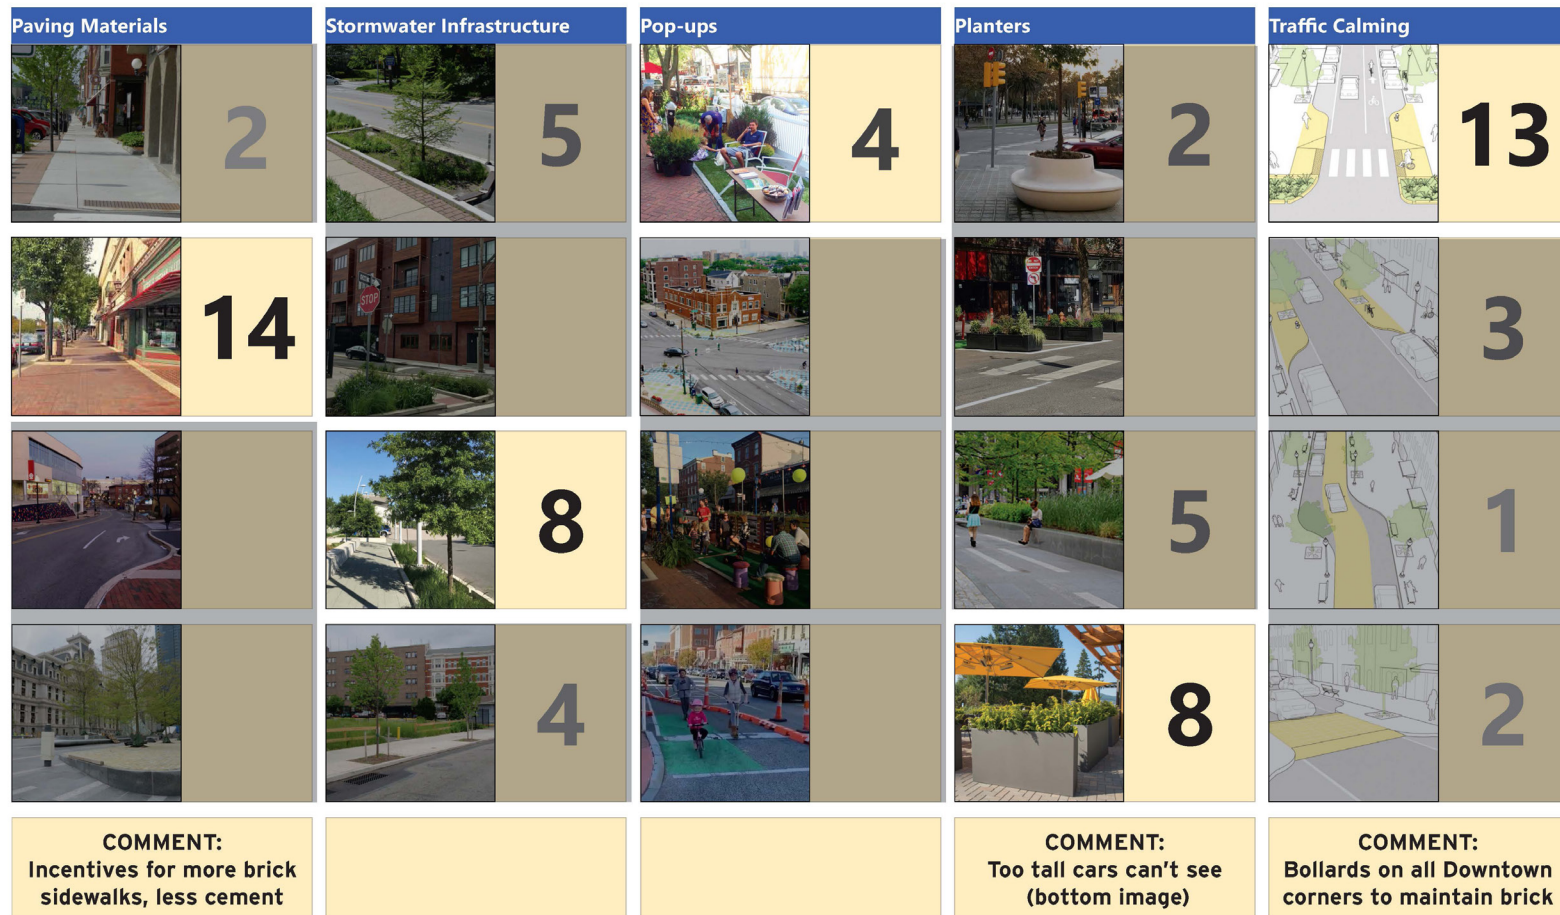 Paving Materials
Stormwater Infrastructure
Pop-ups
Planters
Traffic Calming
2
5
4
2
13
14
STOP
3
8
5
1
4
8
2
COMMENT:
Incentives for more brick
sidewalks, less cement
COMMENT:
Too tall cars can't see
(bottom image)
COMMENT:
Bollards on all Downtown
corners to maintain brick